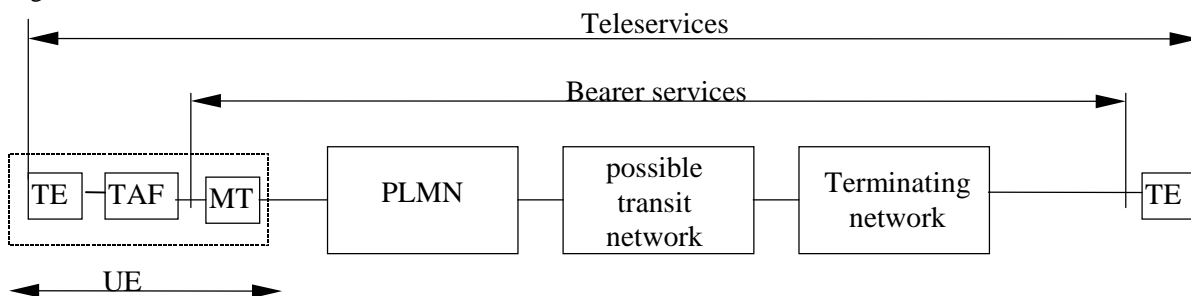 Teleservices
Bearer services
TE
TAF
MT
PLMN
possible
transit
network
Terminating
network
TE
UE